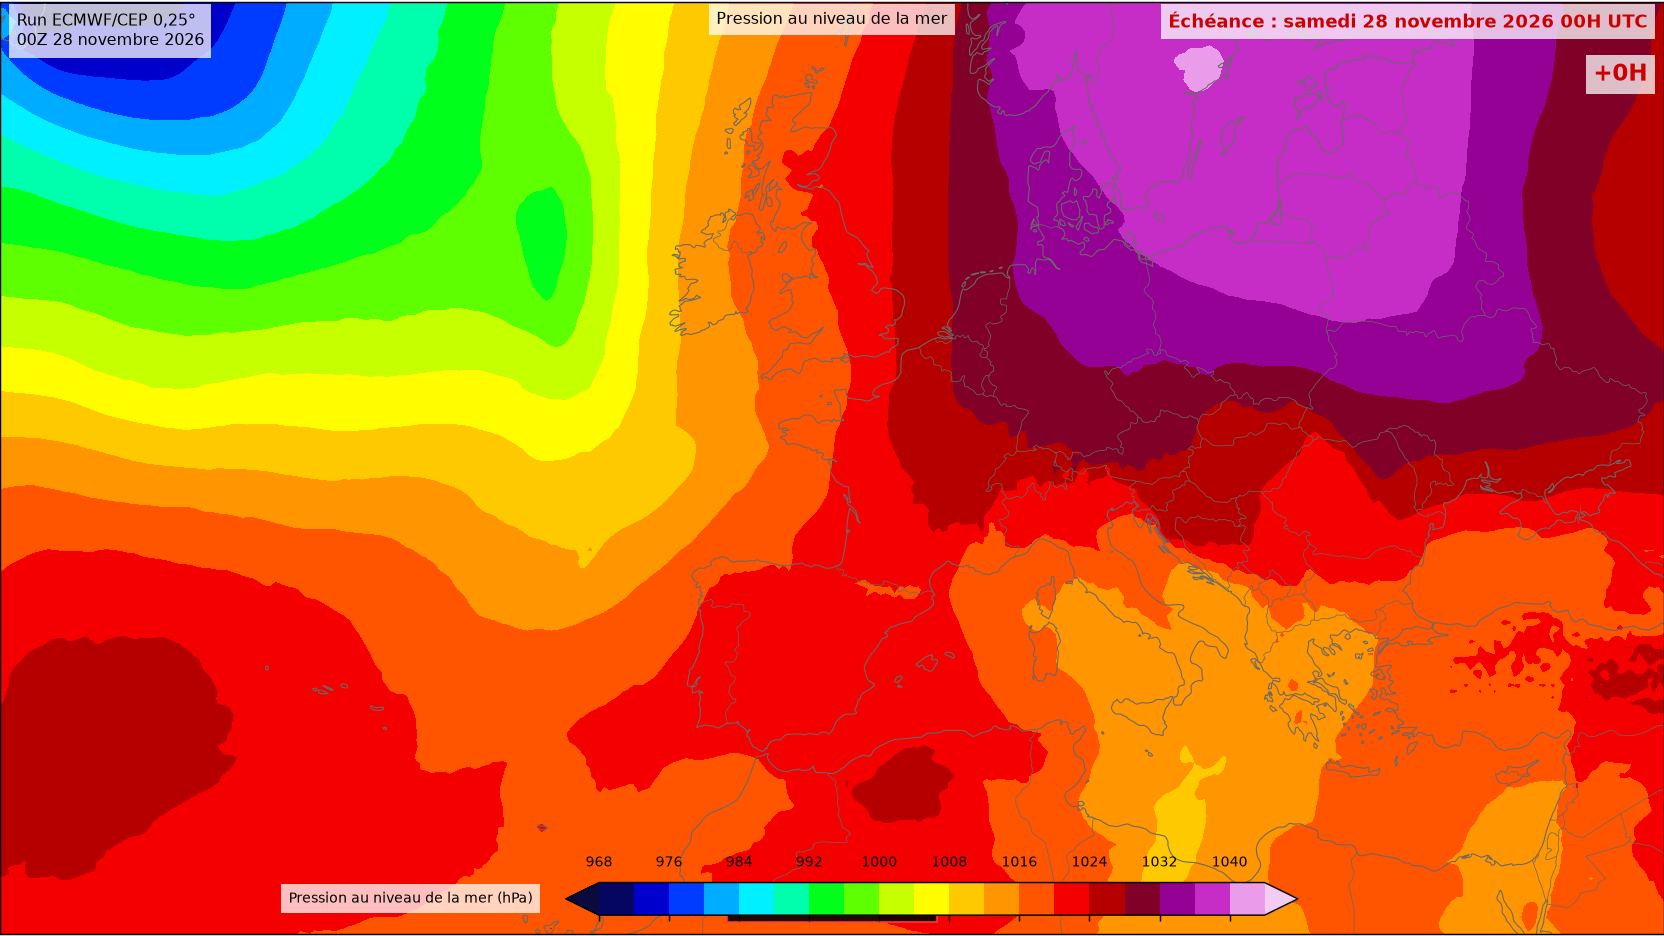 Run ECMWF/CEP 0,25°
00Z 28 novembre 2026
Pression au niveau de la mer
Échéance : samedi 28 novembre 2026 00H UTC
+0H
968 976 984 992 1000 1008 1016 1024 1032 1040
Pression au niveau de la mer (hPa)